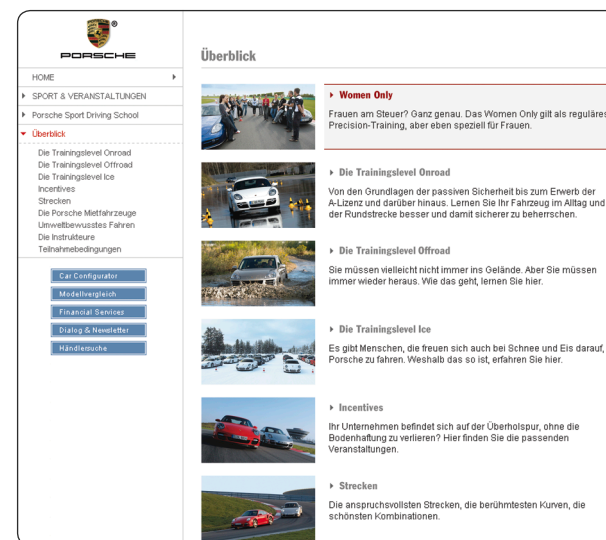 PORSCHE
HOME
SPORT & VERANSTALTUNGEN
Porsche Sport Driving School
Überblick
Die Trainingslevel Onroad
Die Trainingslevel Offroad
Die Trainingslevel Ice
Incentives
Strecken
Die Porsche Mietfahrzeuge
Umweltbewusstes Fahren
Die Instrukteure
Teilnahmebedingungen
Car Configurator
Modellvergleich
Financial Services
Dialog & Newsletter
Händlersuche
Überblick
Women Only
Frauen am Steuer? Ganz genau. Das Women Only gilt als reguläres
Precision-Training, aber eben speziell für Frauen.
Die Trainingslevel Onroad
Von den Grundlagen der passiven Sicherheit bis zum Erwerb der
A-Lizenz und darüber hinaus. Lernen Sie Ihr Fahrzeug im Alltag und
der Rundstrecke besser und damit sicherer zu beherrschen.
Die Trainingslevel Offroad
Sie müssen vielleicht nicht immer ins Gelände. Aber Sie müssen
immer wieder heraus. Wie das geht, lernen Sie hier.
Die Trainingslevel Ice
Es gibt Menschen, die freuen sich auch bei Schnee und Eis darauf,
Porsche zu fahren. Weshalb das so ist, erfahren Sie hier.
Incentives
Ihr Unternehmen befindet sich auf der Überholspur, ohne die
Bodenhaftung zu verlieren? Hier finden Sie die passenden
Veranstaltungen.
Strecken
Die anspruchsvollsten Strecken, die berühmtesten Kurven, die
schönsten Kombinationen.